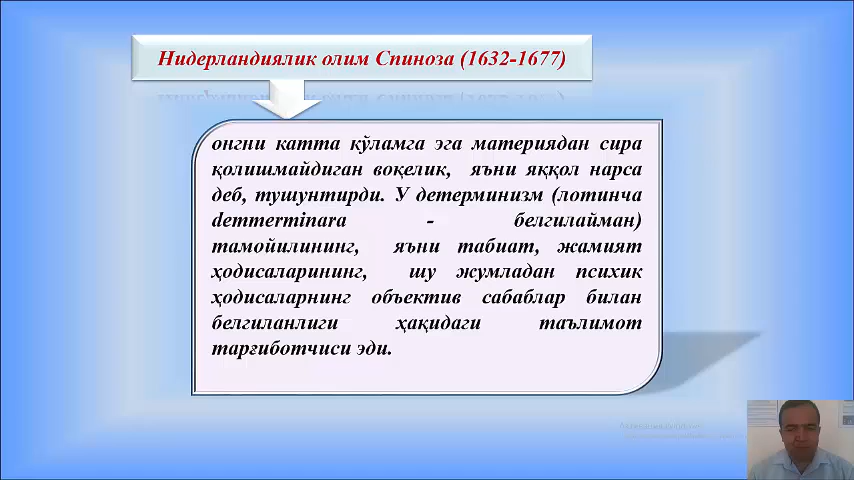 Нидерландиялик олим Спиноза (1632-1677)
онгни катта кўламга эга материядан сира
қолишмайдиган воқелик, яъни яққол нарса
деб, тушунтирди. У детерминизм (лотинча
demmerminara - белгилайман)
тамойилининг, яъни табиат, жамият
ҳодисаларининг, шу жумладан психик
ҳодисаларнинг объектив сабаблар билан
белгиланлиги ҳақидаги таълимот
тарғиботчиси эди.